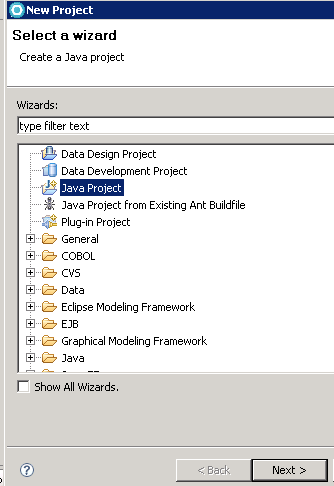 New Project
Select a wizard
Create a Java project
Wizards:
type filter text
Data Design Project
Data Development Project
Java Project
Java Project from Existing Ant Buildfile
Plug-in Project
General
COBOL
CVS
Data
Eclipse Modeling Framework
EJB
Graphical Modeling Framework
Java
Show All Wizards.
?
< Back
Next >